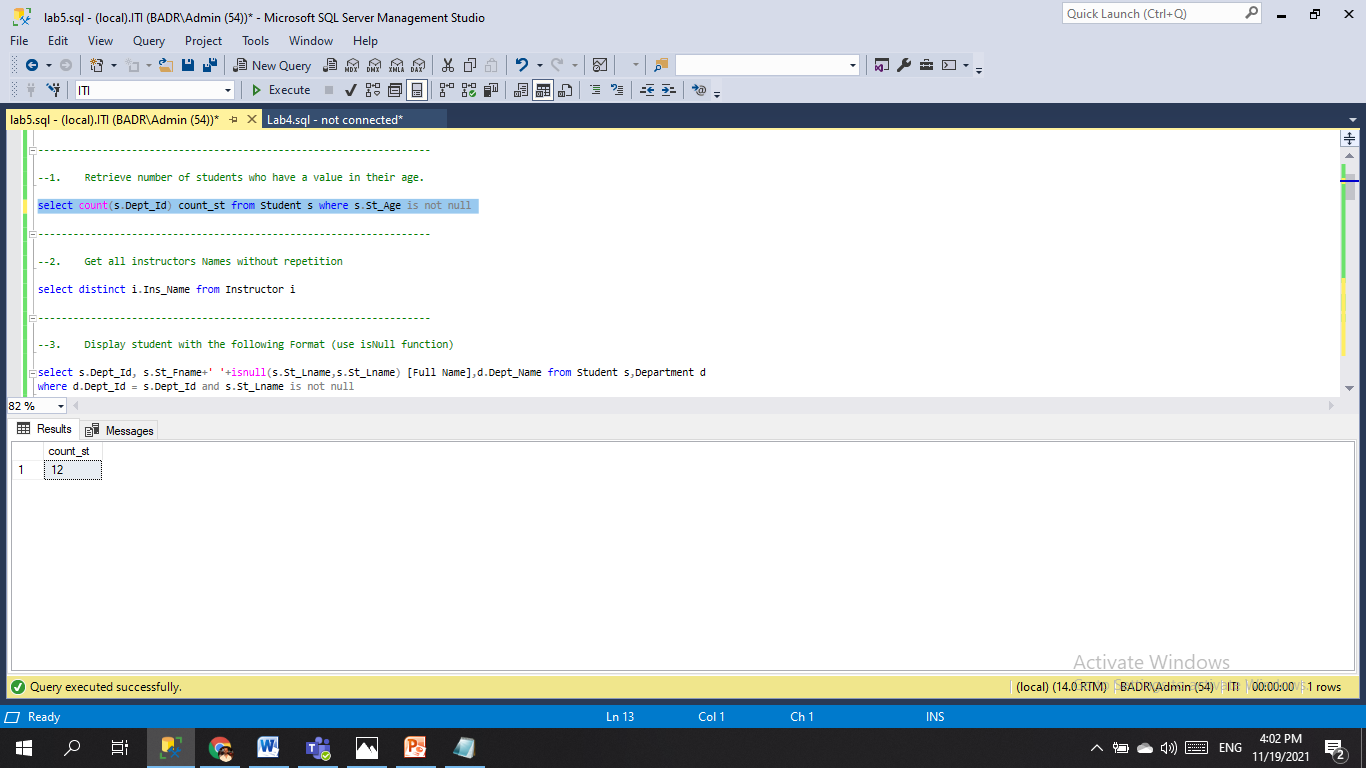 lab5.sql - (local).ITI (BADR\Admin (54))* - Microsoft SQL Server Management Studio
Quick Launch (Ctrl+Q)
File Edit View Query Project Tools Window Help
New Query MDX DMX XMLA DAX
ITI Execute
lab5.sql - (local).ITI (BADR\Admin (54))* Lab4.sql - not connected*
-------------------------------------------------------------------
--1. Retrieve number of students who have a value in their age.
select count(s.Dept_Id) count_st from Student s where s.St_Age is not null
-------------------------------------------------------------------
--2. Get all instructors Names without repetition
select distinct i.Ins_Name from Instructor i
-------------------------------------------------------------------
--3. Display student with the following Format (use isNull function)
select s.Dept_Id, s.St_Fname+' '+isnull(s.St_Lname,s.St_Lname) [Full Name],d.Dept_Name from Student s,Department d
where d.Dept_Id = s.Dept_Id and s.St_Lname is not null
82 %
Results Messages
count_st
1 12
Activate Windows
Go to Settings to activate Windows.
Query executed successfully. (local) (14.0 RTM) BADR\Admin (54) ITI 00:00:00 1 rows
Ready Ln 13 Col 1 Ch 1 INS
ENG 4:02 PM
11/19/2021
2